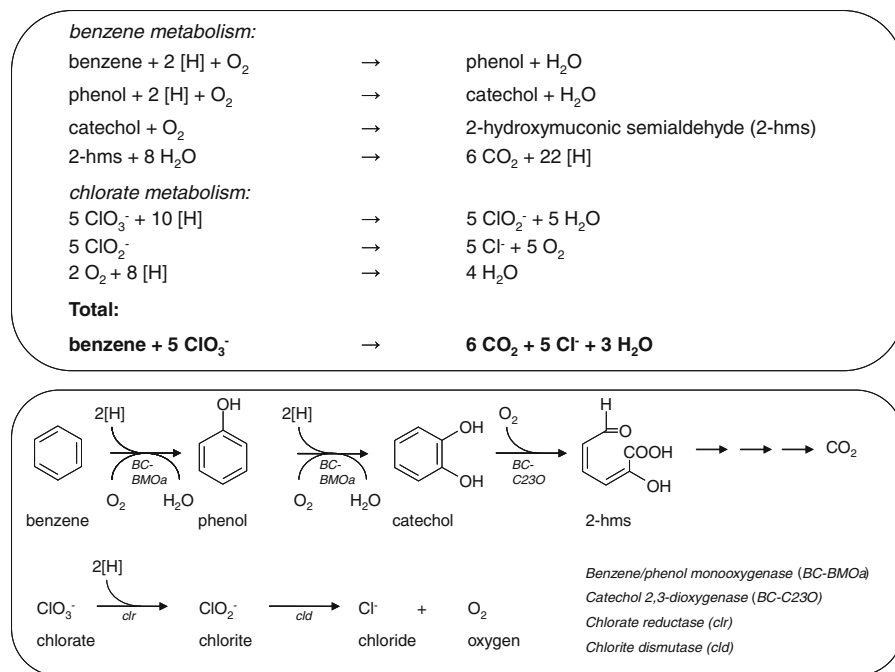 benzene metabolism:
benzene + 2 [H] + O₂ → phenol + H₂O
phenol + 2 [H] + O₂ → catechol + H₂O
catechol + O₂ → 2-hydroxymuconic semialdehyde (2-hms)
2-hms + 8 H₂O → 6 CO₂ + 22 [H]
chlorate metabolism:
5 ClO₃⁻ + 10 [H] → 5 ClO₂⁻ + 5 H₂O
5 ClO₂⁻ → 5 Cl⁻ + 5 O₂
2 O₂ + 8 [H] → 4 H₂O
Total:
benzene + 5 ClO₃⁻ → 6 CO₂ + 5 Cl⁻ + 3 H₂O
OH
H
2[H] 2[H] O₂ O
OH COOH
BC-BMOa BC-BMOa BC-C23O CO₂
OH OH
O₂ H₂O O₂ H₂O
benzene phenol catechol 2-hms
2[H]
ClO₃⁻ clr ClO₂⁻ cld Cl⁻ + O₂
chlorate chlorite chloride oxygen
Benzene/phenol monooxygenase (BC-BMOa)
Catechol 2,3-dioxygenase (BC-C23O)
Chlorate reductase (clr)
Chlorite dismutase (cld)